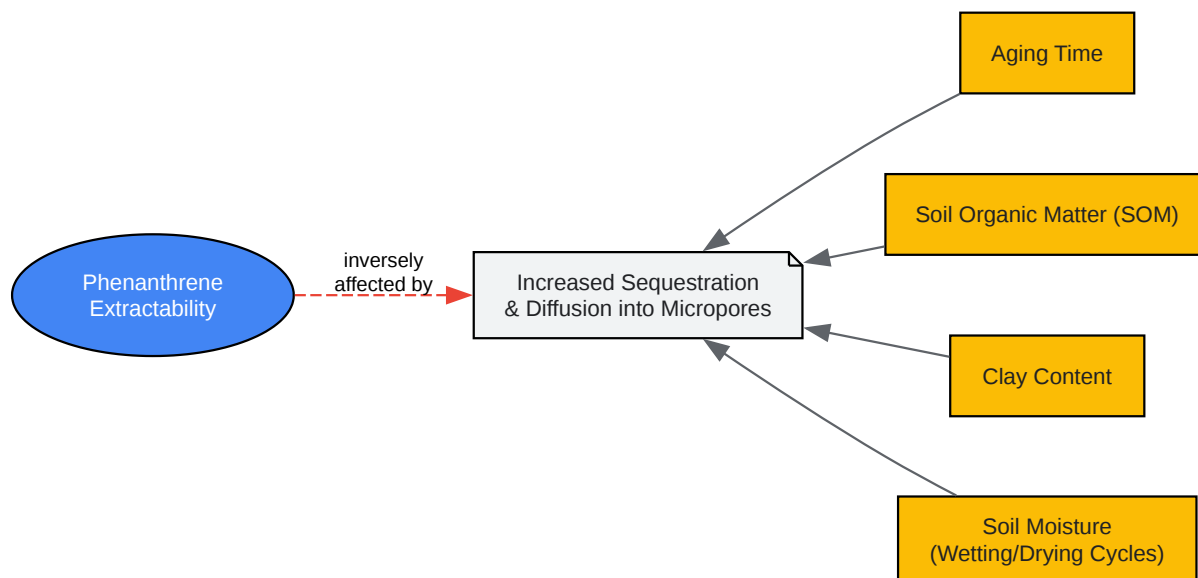 Phenanthrene
Extractability
inversely
affected by
Increased Sequestration
& Diffusion into Micropores
Aging Time
Soil Organic Matter (SOM)
Clay Content
Soil Moisture
(Wetting/Drying Cycles)